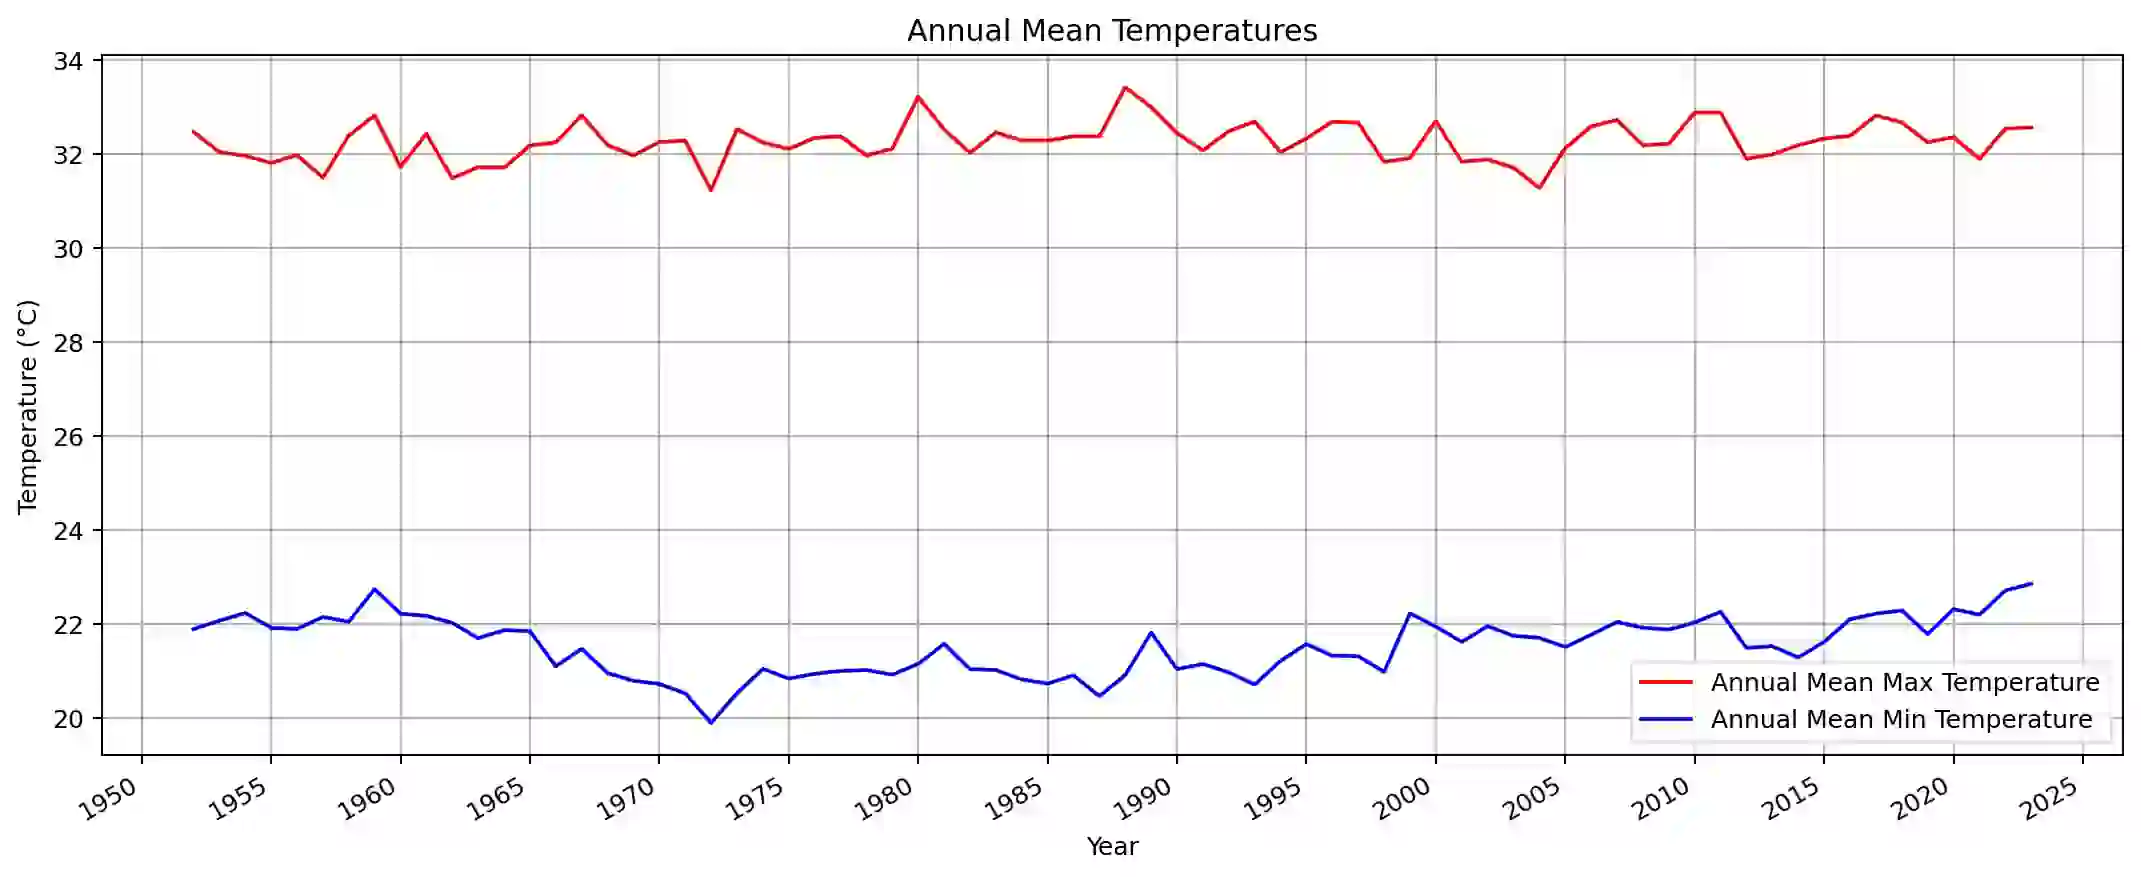 Annual Mean Temperatures
34
32
30
28
26
24
22
20
Temperature (°C)
Annual Mean Max Temperature
Annual Mean Min Temperature
1950 1955 1960 1965 1970 1975 1980 1985 1990 1995 2000 2005 2010 2015 2020 2025
Year